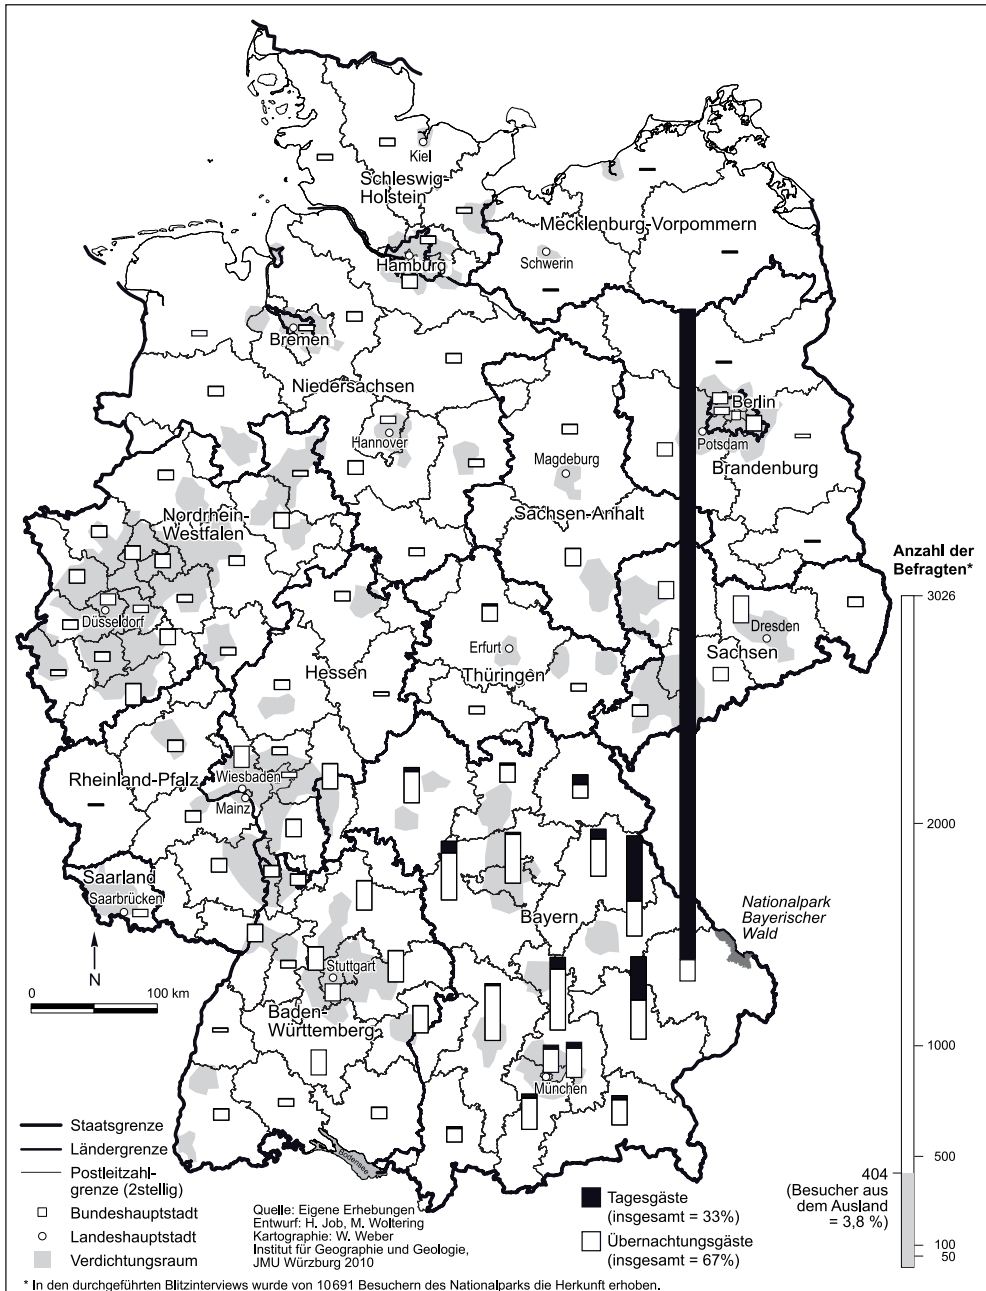 Kiel
Schleswig-
Holstein
Mecklenburg-Vorpommern
Schwerin
Hamburg
Bremen
Niedersachsen
Hannover
Berlin
Potsdam
Brandenburg
Magdeburg
Sachsen-Anhalt
Nordrhein-
Westfalen
Düsseldorf
Hessen
Erfurt
Thüringen
Dresden
Sachsen
Rheinland-Pfalz
Wiesbaden
Mainz
Saarland
Saarbrücken
Bayern
Nationalpark
Bayerischer
Wald
Stuttgart
Baden-
Württemberg
München
Bodensee
N
0 100 km
Anzahl der
Befragten*
3026
2000
1000
500
404
(Besucher aus
dem Ausland
= 3,8 %)
100
50
Staatsgrenze
Ländergrenze
Postleitzahl-
grenze (2stellig)
Bundeshauptstadt
Landeshauptstadt
Verdichtungsraum
Quelle: Eigene Erhebungen
Entwurf: H. Job, M. Woltering
Kartographie: W. Weber
Institut für Geographie und Geologie,
JMU Würzburg 2010
Tagesgäste
(insgesamt = 33%)
Übernachtungsgäste
(insgesamt = 67%)
* In den durchgeführten Blitzinterviews wurde von 10691 Besuchern des Nationalparks die Herkunft erhoben.